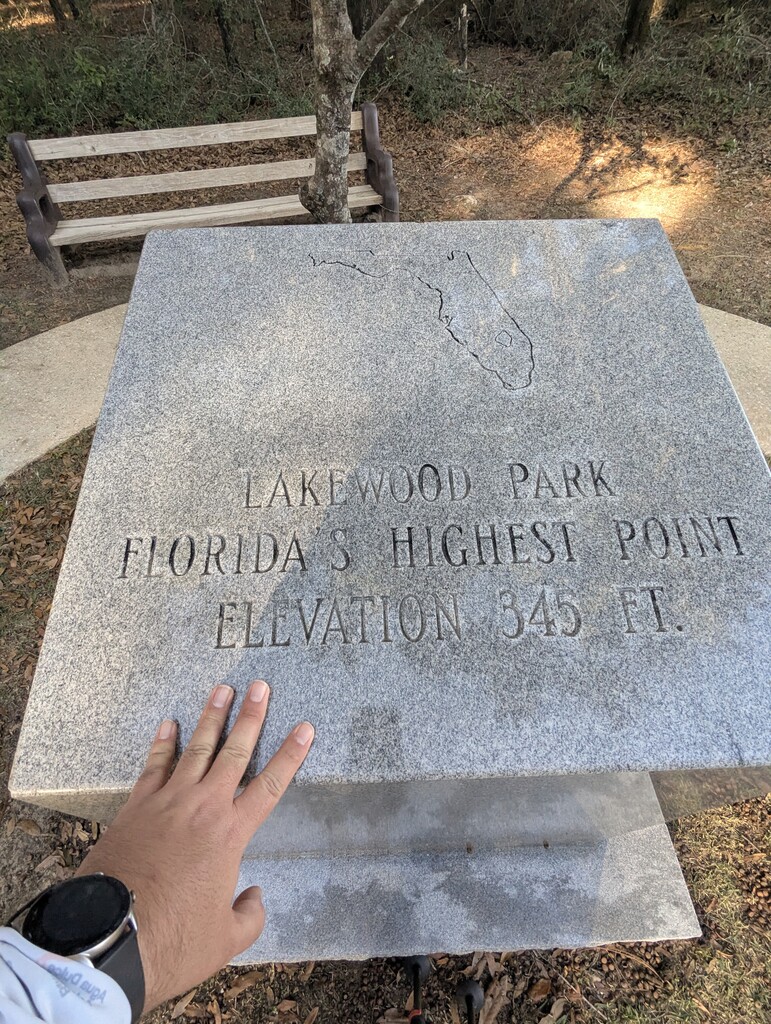 LAKEWOOD PARK
FLORIDA'S HIGHEST POINT
ELEVATION 345 FT.